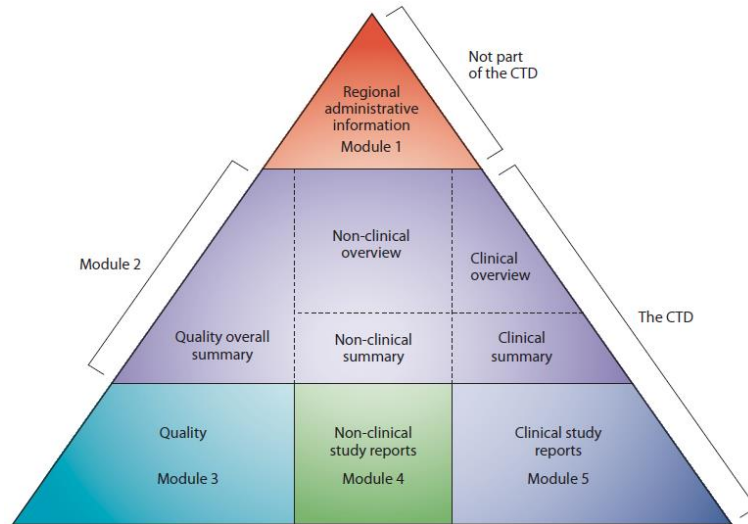 Not part
of the CTD
Regional
administrative
information
Module 1
Module 2
Non-clinical
overview
Clinical
overview
The CTD
Quality overall
summary
Non-clinical
summary
Clinical
summary
Quality
Module 3
Non-clinical
study reports
Module 4
Clinical study
reports
Module 5